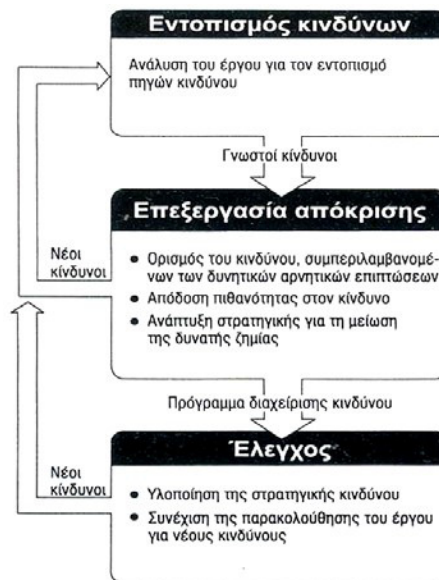 Εντοπισμός κινδύνων
Ανάλυση του έργου για τον εντοπισμό
πηγών κινδύνου
Γνωστοί κίνδυνοι
Επεξεργασία απόκρισης
Νέοι
κίνδυνοι
• Ορισμός του κινδύνου, συμπεριλαμβανομέ-
νων των δυνητικών αρνητικών επιπτώσεων
• Απόδοση πιθανότητας στον κίνδυνο
• Ανάπτυξη στρατηγικής για τη μείωση
της δυνατής ζημίας
Πρόγραμμα διαχείρισης κινδύνου
Έλεγχος
Νέοι
κίνδυνοι
• Υλοποίηση της στρατηγικής κινδύνου
• Συνέχιση της παρακολούθησης του έργου
για νέους κινδύνους